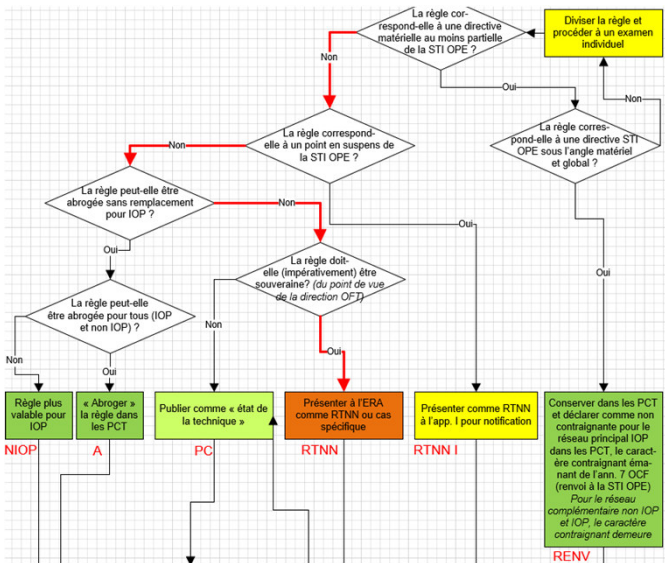 La règle cor-
respond-elle à une directive
matérielle au moins partielle
de la STI OPE ?
Diviser la règle et
procéder à un examen
individuel
Non
Oui
Non
La règle correspond-
elle à un point en suspens de
la STI OPE ?
La règle corres-
pond-elle à une directive STI
OPE sous l'angle matériel
et global ?
Non
La règle peut-elle être
abrogée sans remplacement
pour IOP ?
Non
Oui
Oui
La règle doit-
elle (impérativement) être
souveraine? (du point de vue
de la direction OFT)
Oui
La règle peut-elle
être abrogée pour tous (IOP
et non IOP) ?
Non
Non
Oui
Oui
Règle plus
valable pour
IOP
« Abroger »
la règle dans
les PCT
Publier comme « état de
la technique »
Présenter à l'ERA
comme RTNN ou cas
spécifique
Présenter comme RTNN
à l'app. I pour notification
Conserver dans les PCT
et déclarer comme non
contraignante pour le
réseau principal IOP
dans les PCT, le caract-
ère contraignant éma-
nant de l'ann. 7 OCF
(renvoi à la STI OPE)
Pour le réseau
complémentaire non IOP
et IOP, le caractére
contraignant demeure
NIOP
A
PC
RTNN
RTNN I
RENV